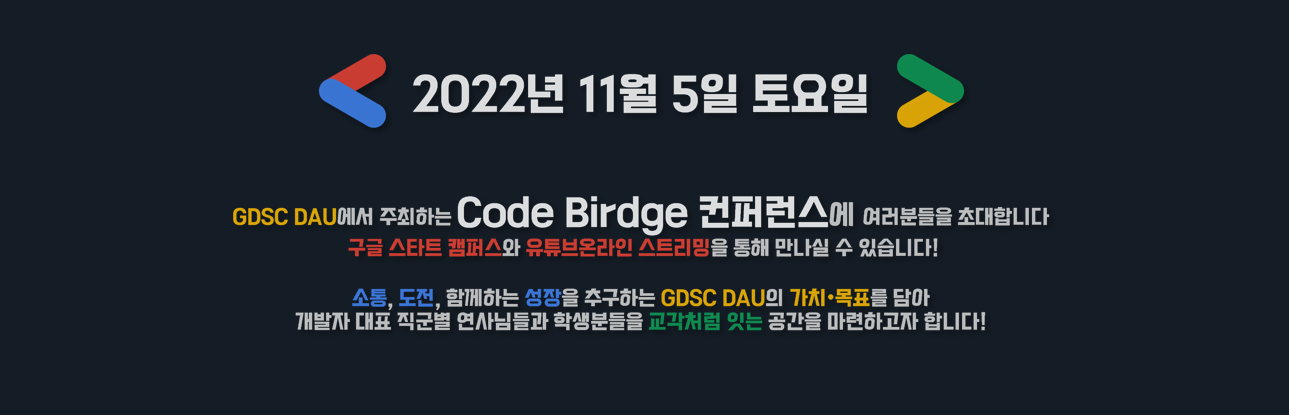 2022년 11월 5일 토요일
GDSC DAU에서 주최하는 Code Birdge 컨퍼런스에 여러분들을 초대합니다
구글 스타트 캠퍼스와 유튜브온라인 스트리밍을 통해 만나실 수 있습니다!
소통, 도전, 함께하는 성장을 추구하는 GDSC DAU의 가치•목표를 담아
개발자 대표 직군별 연사님들과 학생분들을 교각처럼 잇는 공간을 마련하고자 합니다!